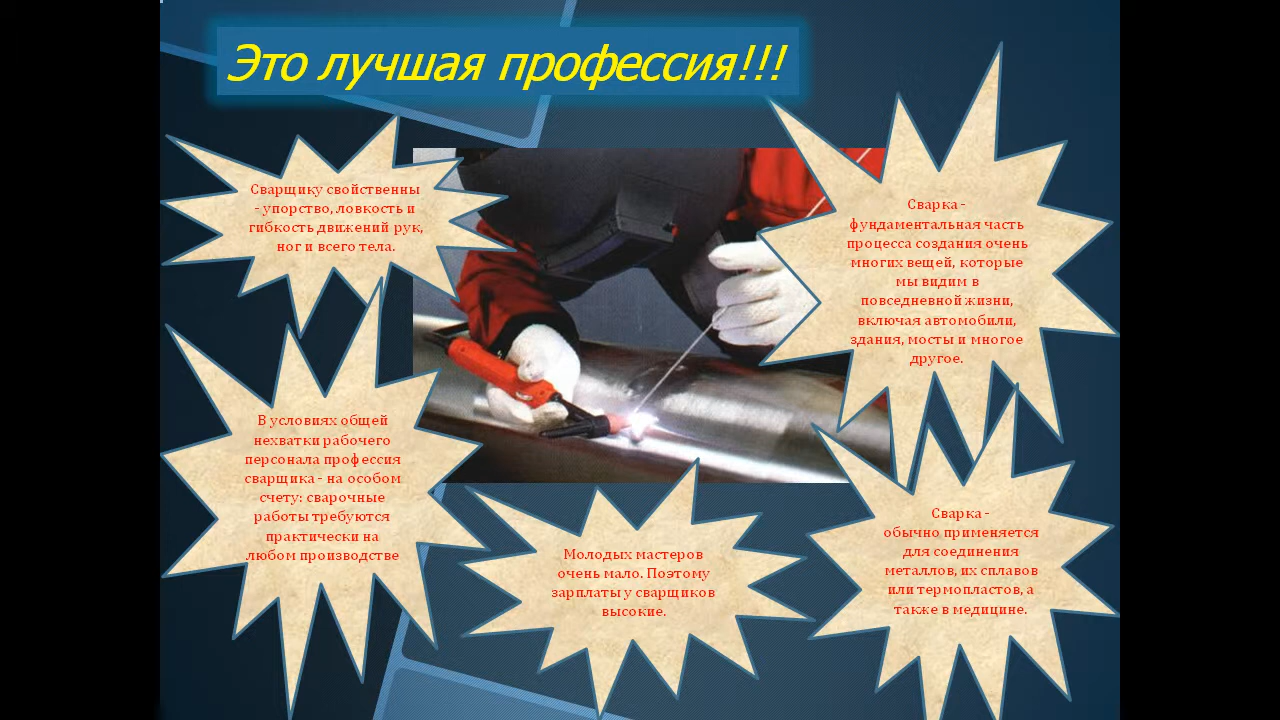 Это лучшая профессия!!!
Сварщику свойственны
- упорство, ловкость и
гибкость движений рук,
ног и всего тела.
Сварка -
фундаментальная часть
процесса создания очень
многих вещей, которые
мы видим в
повседневной жизни,
включая автомобили,
здания, мосты и многое
другое.
В условиях общей
нехватки рабочего
персонала профессия
сварщика - на особом
счету: сварочные
работы требуются
практически на
любом производстве
Молодых мастеров
очень мало. Поэтому
зарплаты у сварщиков
высокие.
Сварка -
обычно применяется
для соединения
металлов, их сплавов
или термопластов, а
также в медицине.